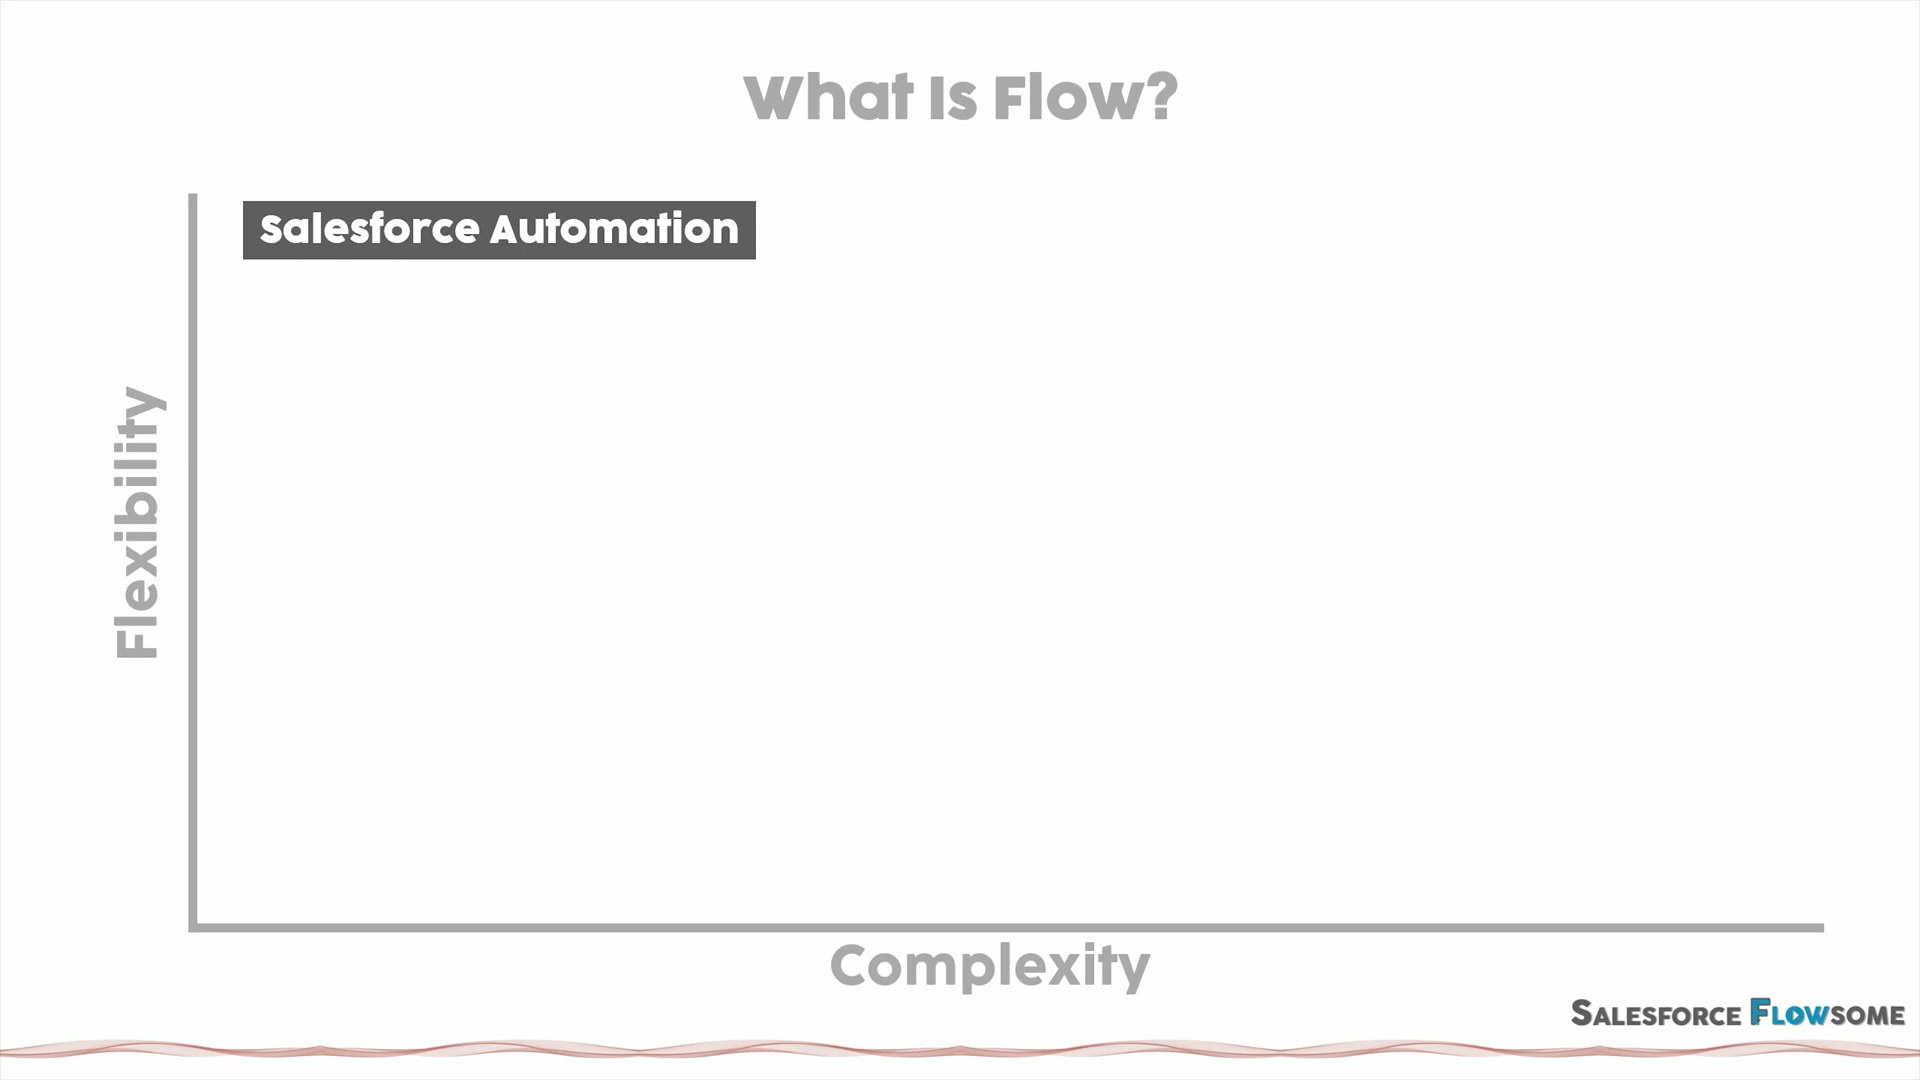 What Is Flow?
Salesforce Automation
Flexibility
Complexity
SALESFORCE FLOWSOME